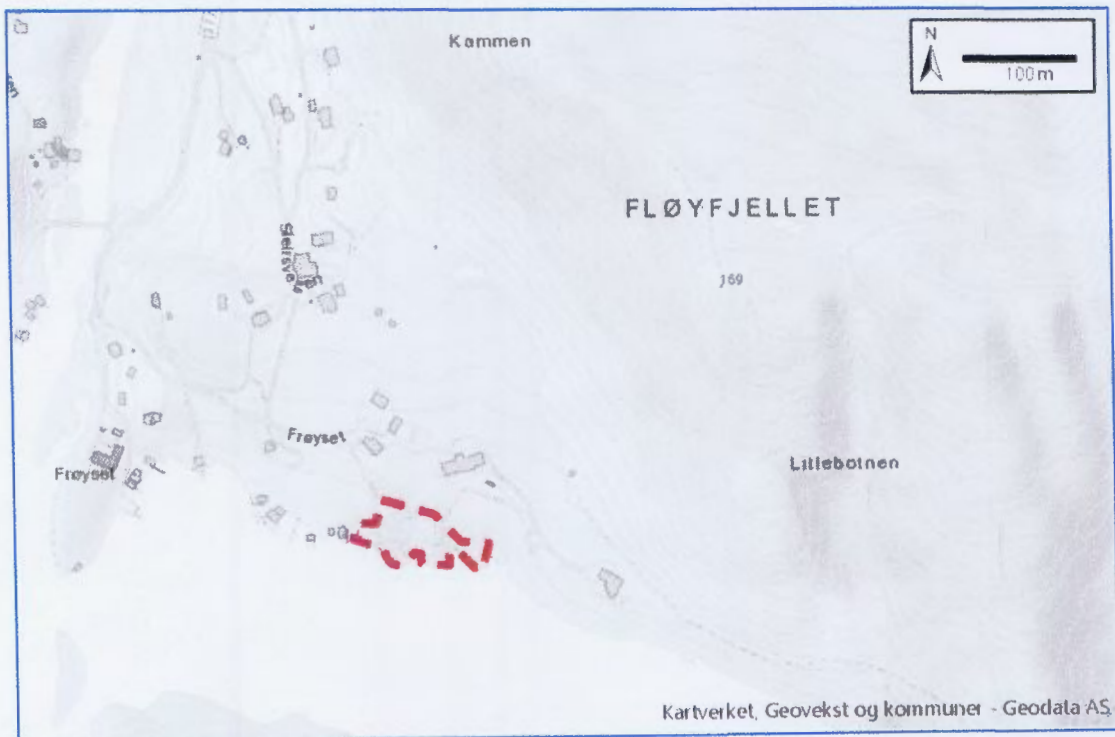 Kammen
N
100m
FLØYFJELLET
169
Frøyset
Frøyset
Lillebotnen
Kartverket, Geovekst og kommuner - Geodata AS